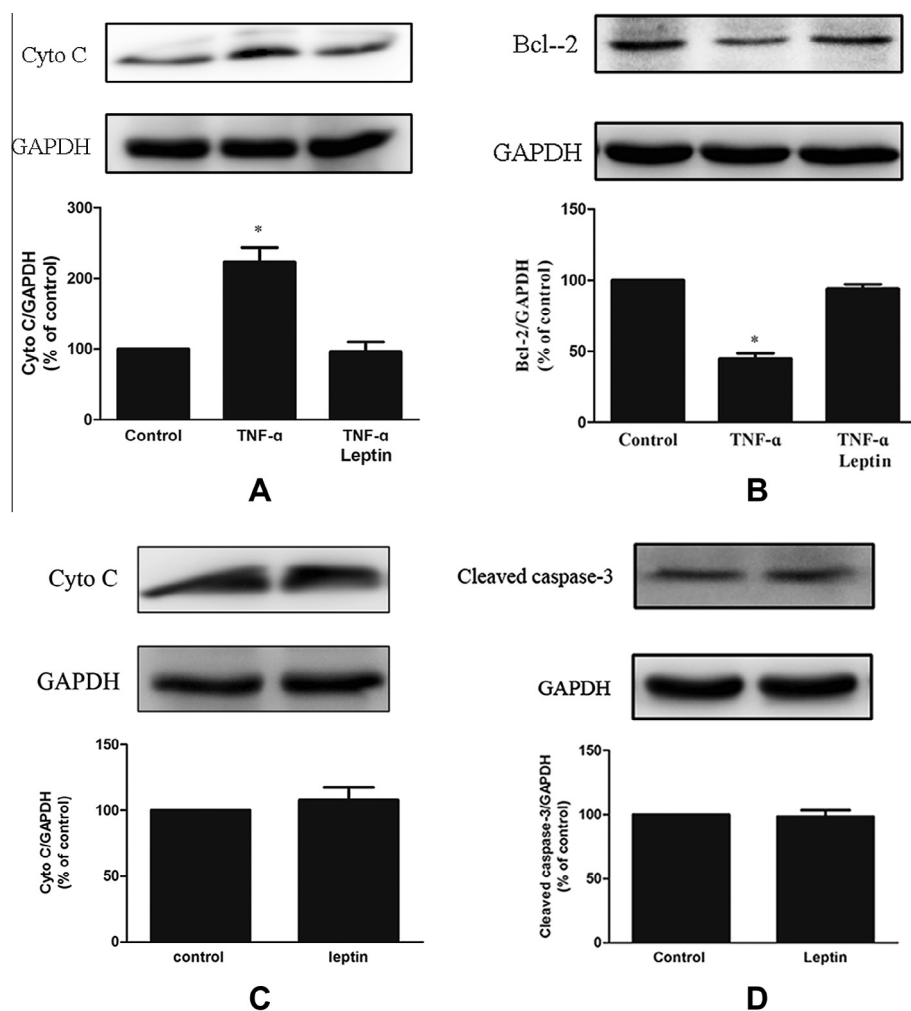 Cyto C
GAPDH
300
200
100
0
Cyto C/GAPDH
(% of control)
*
Control
TNF-α
TNF-α
Leptin
A
Bcl--2
GAPDH
150
100
50
0
Bcl-2/GAPDH
(% of control)
*
Control
TNF-α
TNF-α
Leptin
B
Cyto C
GAPDH
150
100
50
0
Cyto C/GAPDH
(% of control)
control
leptin
C
Cleaved caspase-3
GAPDH
150
100
50
0
Cleaved caspase-3/GAPDH
(% of control)
Control
Leptin
D